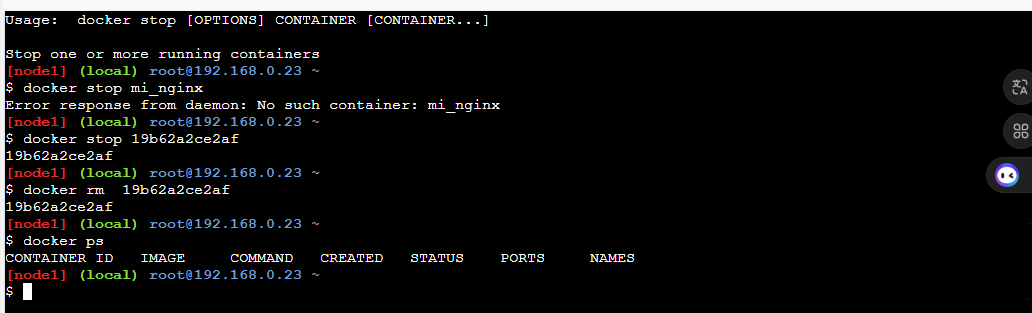 Usage:  docker stop [OPTIONS] CONTAINER [CONTAINER...]
Stop one or more running containers
[node1] (local) root@192.168.0.23 ~
$ docker stop mi_nginx
Error response from daemon: No such container: mi_nginx
[node1] (local) root@192.168.0.23 ~
$ docker stop 19b62a2ce2af
19b62a2ce2af
[node1] (local) root@192.168.0.23 ~
$ docker rm  19b62a2ce2af
19b62a2ce2af
[node1] (local) root@192.168.0.23 ~
$ docker ps
CONTAINER ID   IMAGE     COMMAND   CREATED   STATUS    PORTS     NAMES
[node1] (local) root@192.168.0.23 ~
$